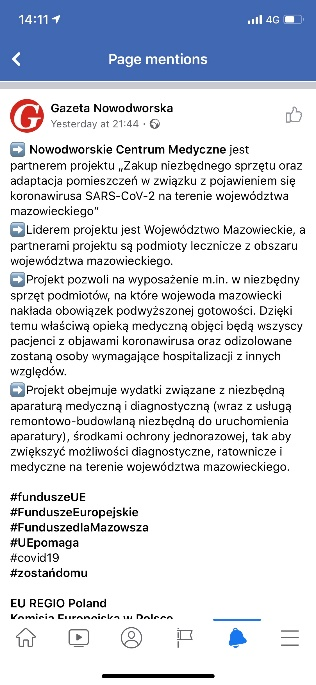 14:11
4G
Page mentions
Gazeta Nowodworska
Yesterday at 21:44 ·
Nowodworskie Centrum Medyczne jest
partnerem projektu „Zakup niezbędnego sprzętu oraz
adaptacja pomieszczeń w związku z pojawieniem się
koronawirusa SARS-CoV-2 na terenie województwa
mazowieckiego"
Liderem projektu jest Województwo Mazowieckie, a
partnerami projektu są podmioty lecznicze z obszaru
województwa mazowieckiego.
Projekt pozwoli na wyposażenie m.in. w niezbędny
sprzęt podmiotów, na które wojewoda mazowiecki
nakłada obowiązek podwyższonej gotowości. Dzięki
temu właściwą opieką medyczną objęci będą wszyscy
pacjenci z objawami koronawirusa oraz odizolowane
zostaną osoby wymagające hospitalizacji z innych
względów.
Projekt obejmuje wydatki związane z niezbędną
aparaturą medyczną i diagnostyczną (wraz z usługą
remontowo-budowlaną niezbędną do uruchomienia
aparatury), środkami ochrony jednorazowej, tak aby
zwiększyć możliwości diagnostyczne, ratownicze i
medyczne na terenie województwa mazowieckiego.
#funduszeUE
#FunduszeEuropejskie
#FunduszedlaMazowsza
#UEpomaga
#covid19
#zostańdomu
EU REGIO Poland
Komisja Europejska w Polsce